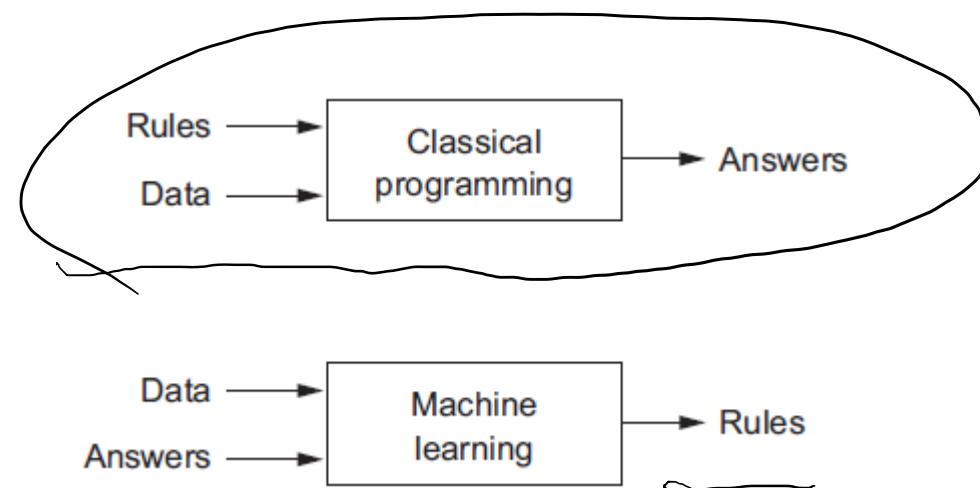 Rules
Data
Classical
programming
Answers
Data
Answers
Machine
learning
Rules